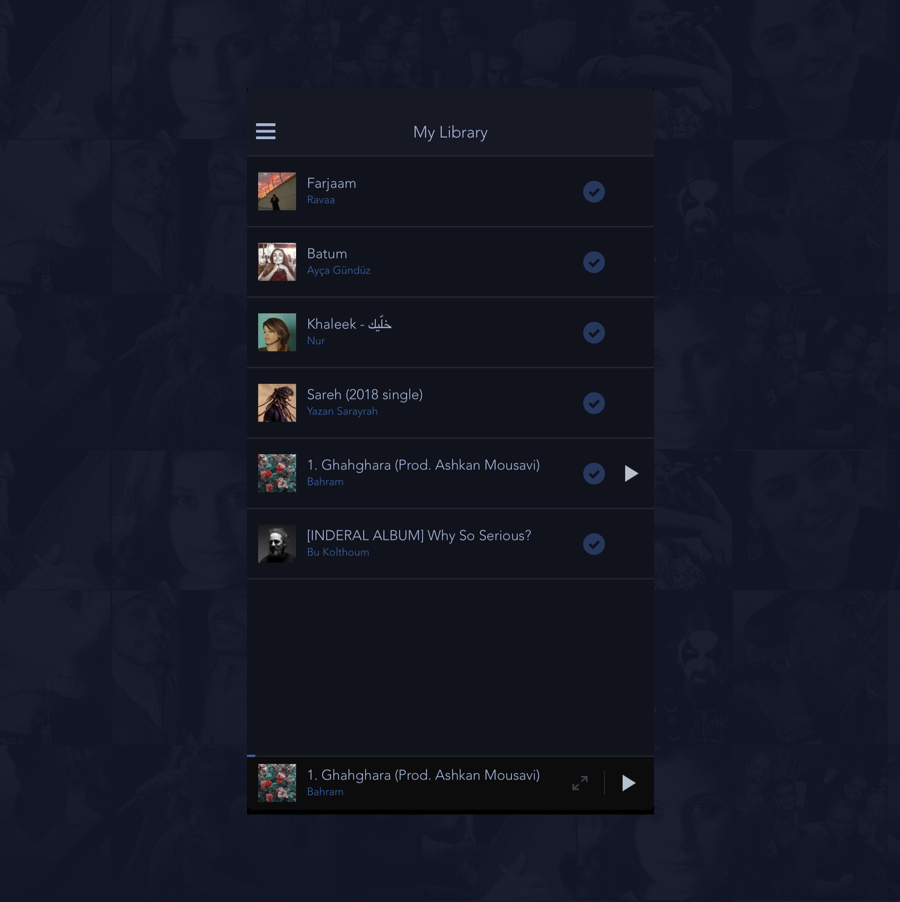 My Library
Farjaam
Ravaa
Batum
Ayça Gündüz
Khaleek - خلّيك
Nur
Sareh (2018 single)
Yazan Sarayrah
1. Ghahghara (Prod. Ashkan Mousavi)
Bahram
[INDERAL ALBUM] Why So Serious?
Bu Kolthoum
1. Ghahghara (Prod. Ashkan Mousavi)
Bahram